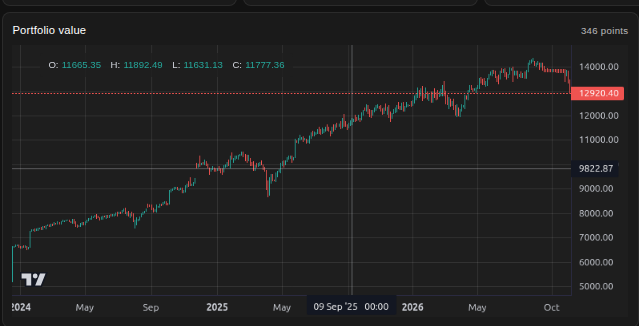 Portfolio value
346 points
O: 11665.35 H: 11892.49 L: 11631.13 C: 11777.36
14000.00
12920.40
12000.00
11000.00
9822.87
9000.00
8000.00
7000.00
6000.00
5000.00
2024 May Sep 2025 May 09 Sep '25 00:00 2026 May Oct